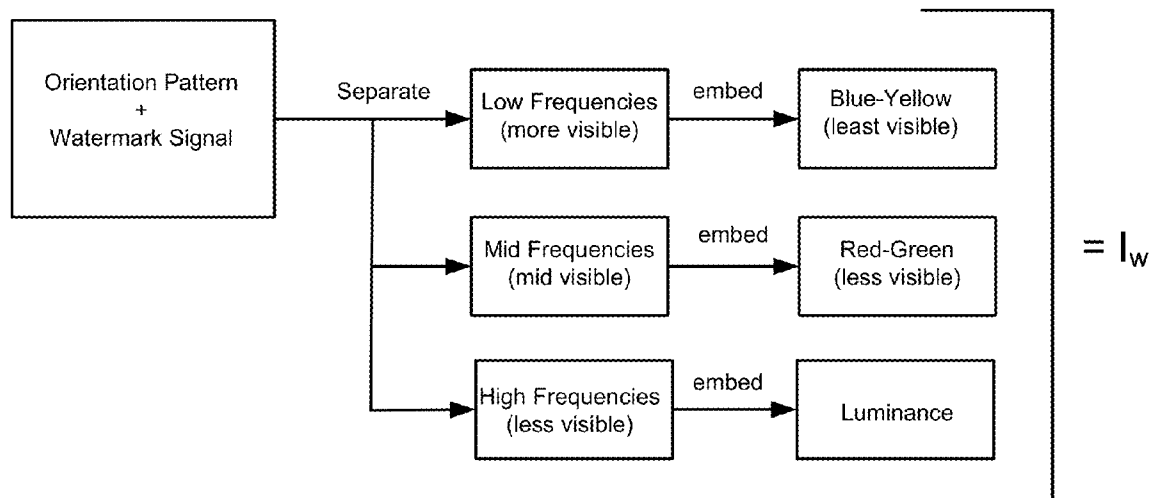 Orientation Pattern
+
Watermark Signal
Separate
Low Frequencies
(more visible)
embed
Blue-Yellow
(least visible)
Mid Frequencies
(mid visible)
embed
Red-Green
(less visible)
= Iw
High Frequencies
(less visible)
embed
Luminance